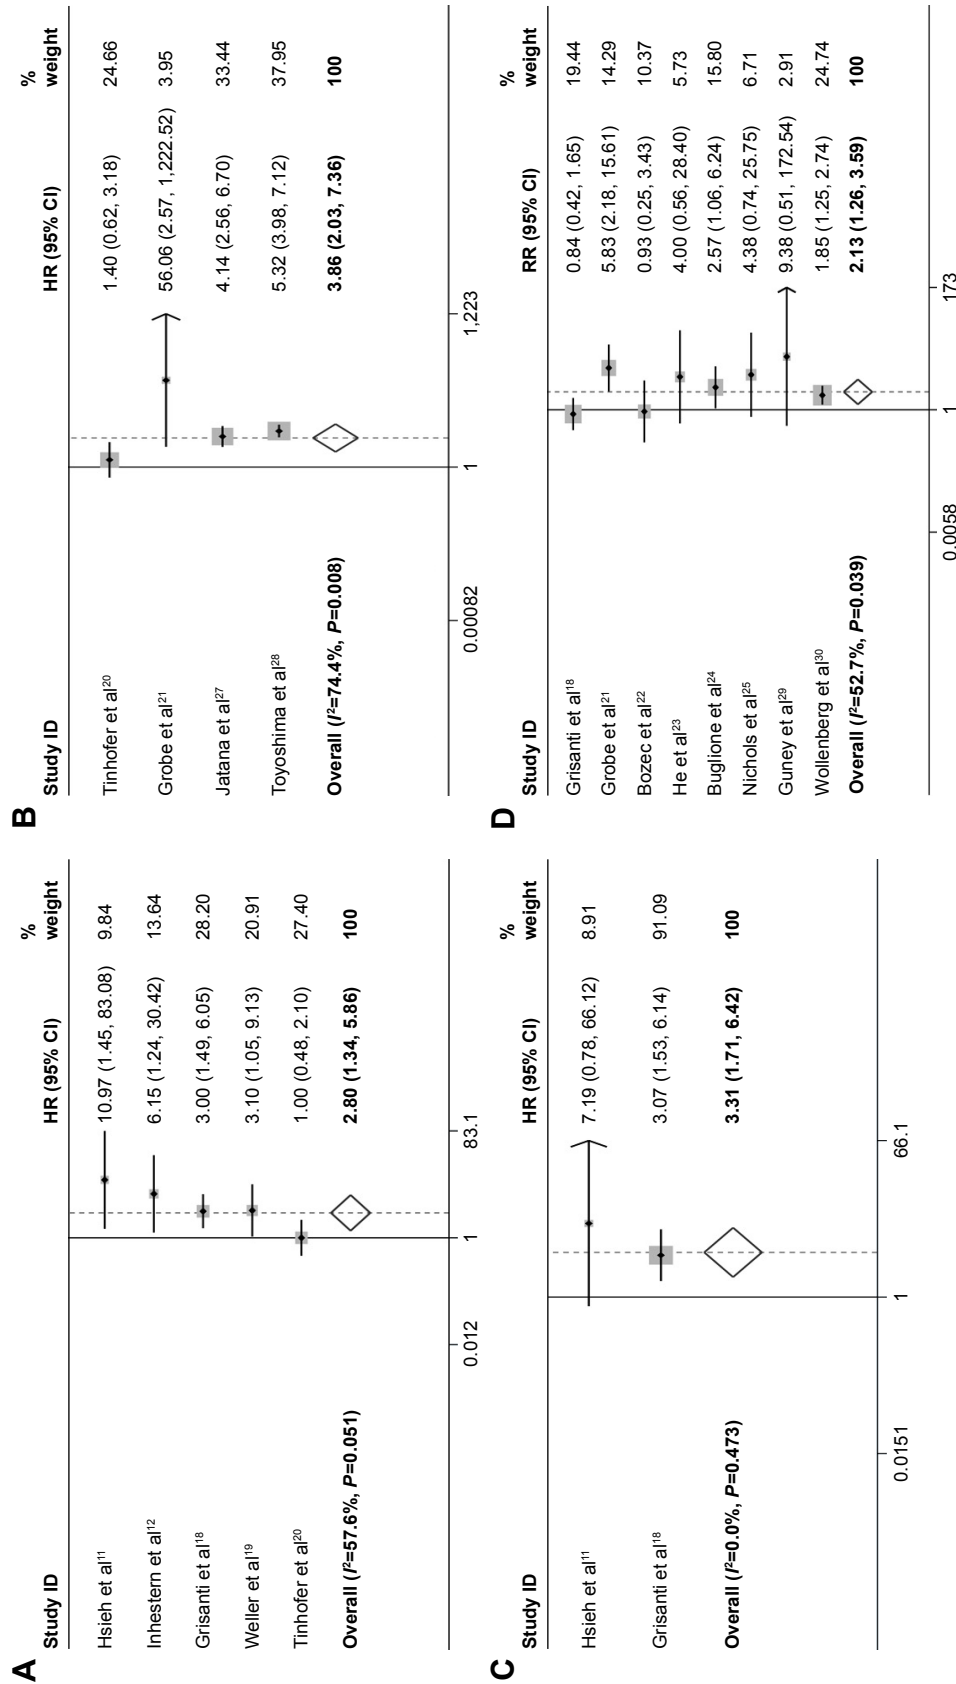 A
Study ID HR (95% CI) % weight
Hsieh et al11 10.97 (1.45, 83.08) 9.84
Inhestern et al12 6.15 (1.24, 30.42) 13.64
Grisanti et al18 3.00 (1.49, 6.05) 28.20
Weller et al19 3.10 (1.05, 9.13) 20.91
Tinhofer et al20 1.00 (0.48, 2.10) 27.40
Overall (I2=57.6%, P=0.051) 2.80 (1.34, 5.86) 100
0.012 1 83.1
B
Study ID HR (95% CI) % weight
Tinhofer et al20 1.40 (0.62, 3.18) 24.66
Grobe et al21 56.06 (2.57, 1,222.52) 3.95
Jatana et al27 4.14 (2.56, 6.70) 33.44
Toyoshima et al28 5.32 (3.98, 7.12) 37.95
Overall (I2=74.4%, P=0.008) 3.86 (2.03, 7.36) 100
0.00082 1 1,223
C
Study ID HR (95% CI) % weight
Hsieh et al11 7.19 (0.78, 66.12) 8.91
Grisanti et al18 3.07 (1.53, 6.14) 91.09
Overall (I2=0.0%, P=0.473) 3.31 (1.71, 6.42) 100
0.0151 1 66.1
D
Study ID RR (95% CI) % weight
Grisanti et al18 0.84 (0.42, 1.65) 19.44
Grobe et al21 5.83 (2.18, 15.61) 14.29
Bozec et al22 0.93 (0.25, 3.43) 10.37
He et al23 4.00 (0.56, 28.40) 5.73
Buglione et al24 2.57 (1.06, 6.24) 15.80
Nichols et al25 4.38 (0.74, 25.75) 6.71
Guney et al29 9.38 (0.51, 172.54) 2.91
Wollenberg et al30 1.85 (1.25, 2.74) 24.74
Overall (I2=52.7%, P=0.039) 2.13 (1.26, 3.59) 100
0.0058 1 173